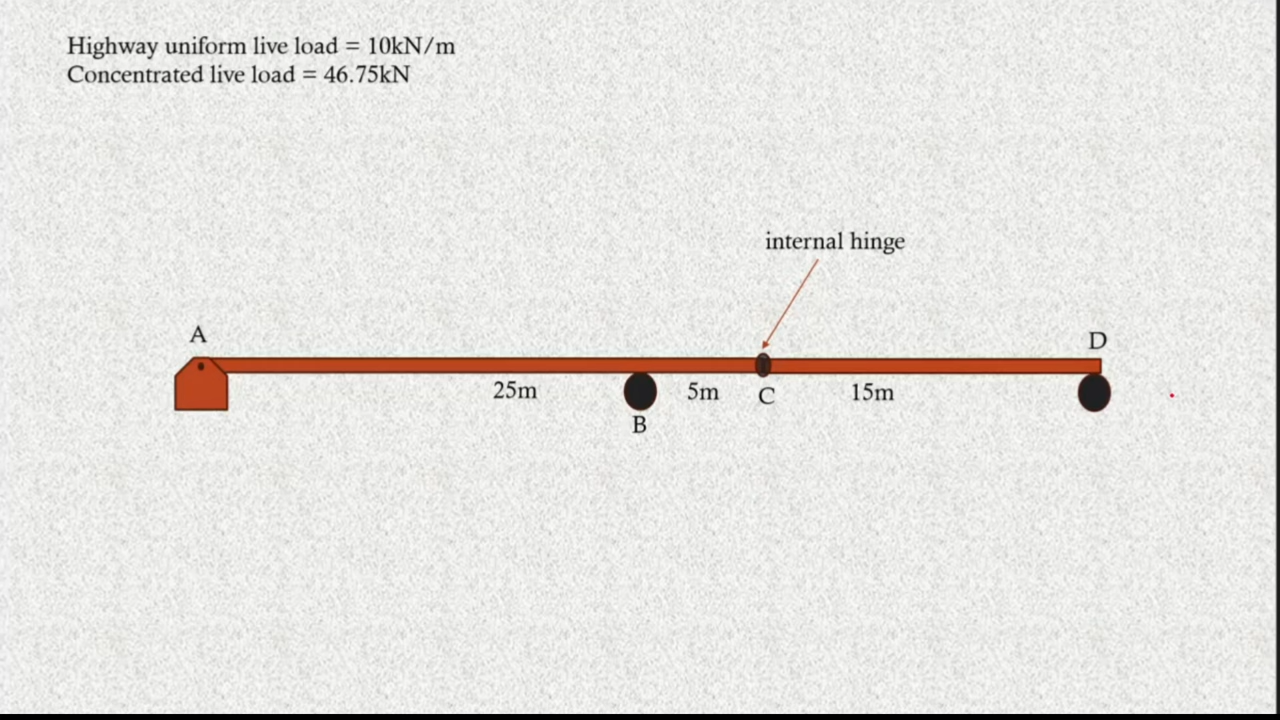 Highway uniform live load = 10kN/m
Concentrated live load = 46.75kN
internal hinge
A
D
25m
5m
C
15m
B